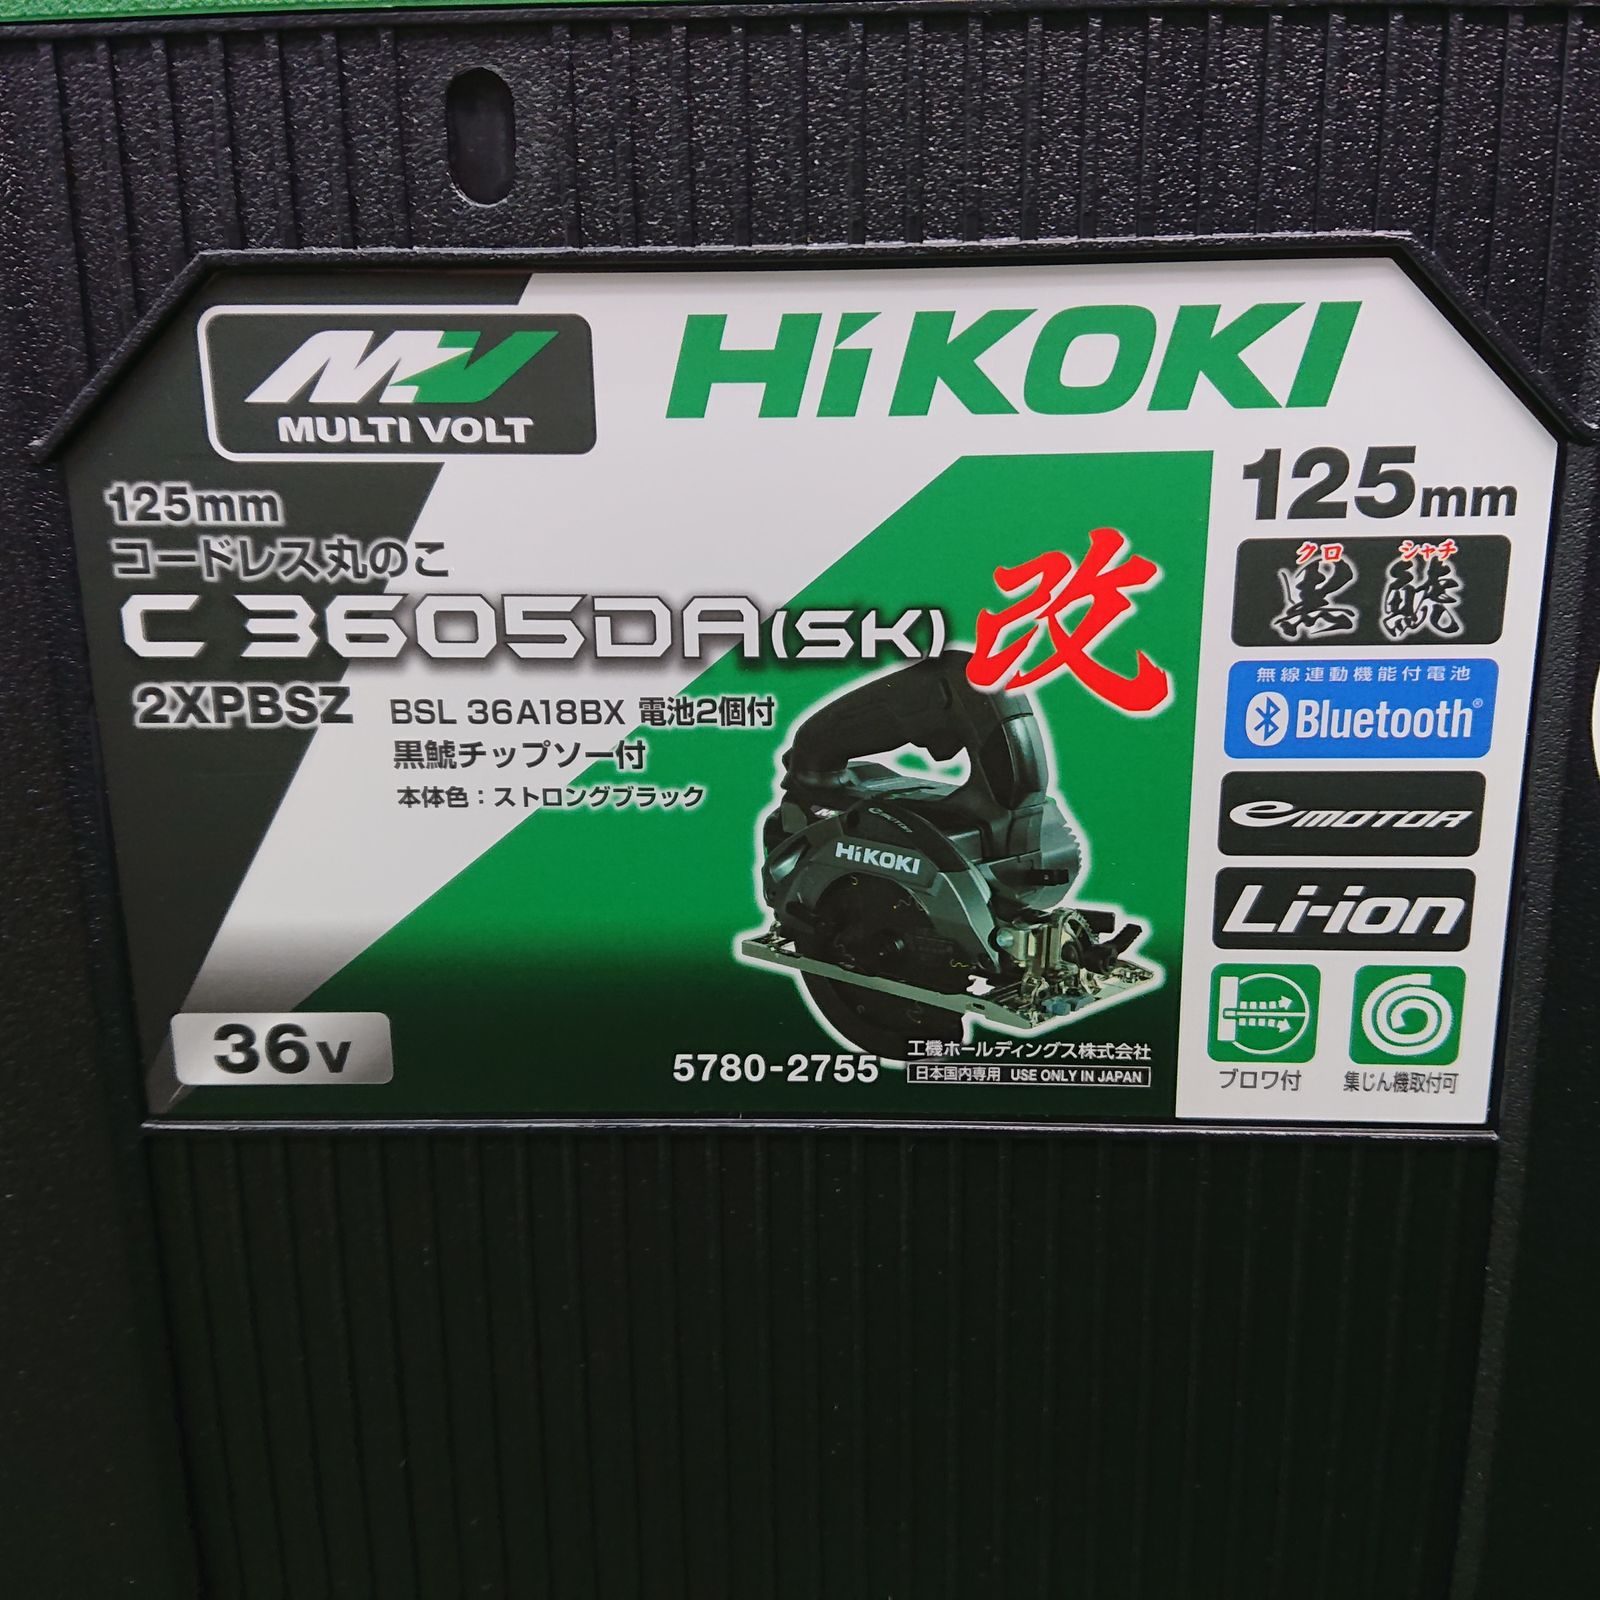 MV
MULTI VOLT
HiKOKI
125mm
コードレス丸のこ
C 3605DA(SK) 改
2XPBSZ
BSL 36A18BX 電池2個付
黒鯱チップソー付
本体色：ストロングブラック
MV
e MOTOR
HiKOKI
36V
5780-2755
工機ホールディングス株式会社
日本国内専用 USE ONLY IN JAPAN
125mm
クロ シャチ
黒 鯱
無線連動機能付電池
Bluetooth®
e MOTOR
Li-ion
ブロワ付
集じん機取付可